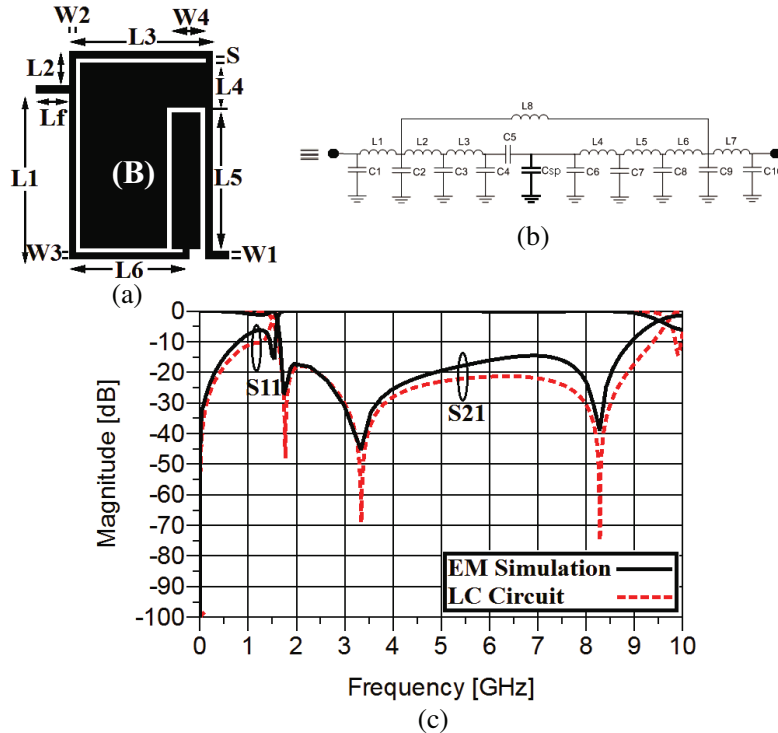 W2 W4
L3
L2 S
L4
Lf
(B)
L1 L5
W3 W1
L6
(a)
L8
L1 L2 L3 C5 L4 L5 L6 L7
C1 C2 C3 C4 Csp C6 C7 C8 C9 C10
(b)
0
-10
-20
-30
-40
-50
-60
-70
-80
-90
-100
Magnitude [dB]
S11
S21
EM Simulation
LC Circuit
0 1 2 3 4 5 6 7 8 9 10
Frequency [GHz]
(c)